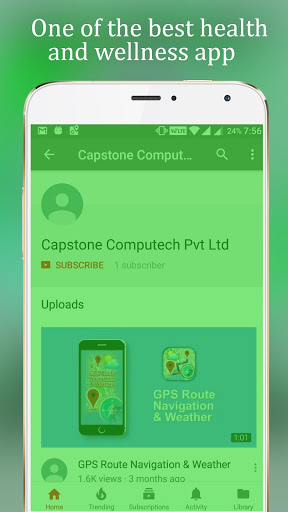 One of the best health
and wellness app
VoLTE 24% 7:56
Capstone Comput...
Capstone Computech Pvt Ltd
SUBSCRIBE 1 subscriber
Uploads
GPS Route
Navigation
& Weather
1:01
GPS Route Navigation & Weather
1.6K views · 3 months ago
Home Trending Subscriptions Activity Library